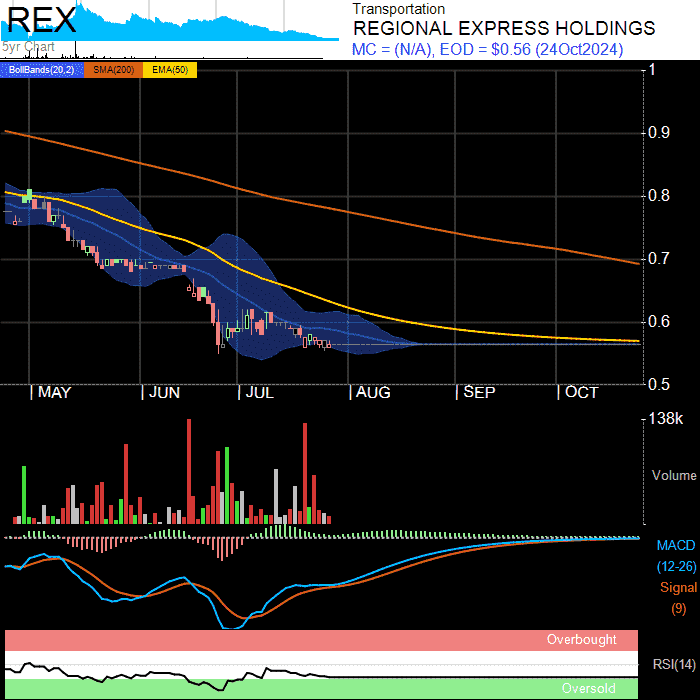 REX
5yr Chart
Transportation
REGIONAL EXPRESS HOLDINGS
MC = (N/A), EOD = $0.56 (24Oct2024)
BollBands(20,2) SMA(200) EMA(50)
1
0.9
0.8
0.7
0.6
0.5
MAY JUN JUL AUG SEP OCT
138k
Volume
MACD
(12-26)
Signal
(9)
Overbought
RSI(14)
Oversold